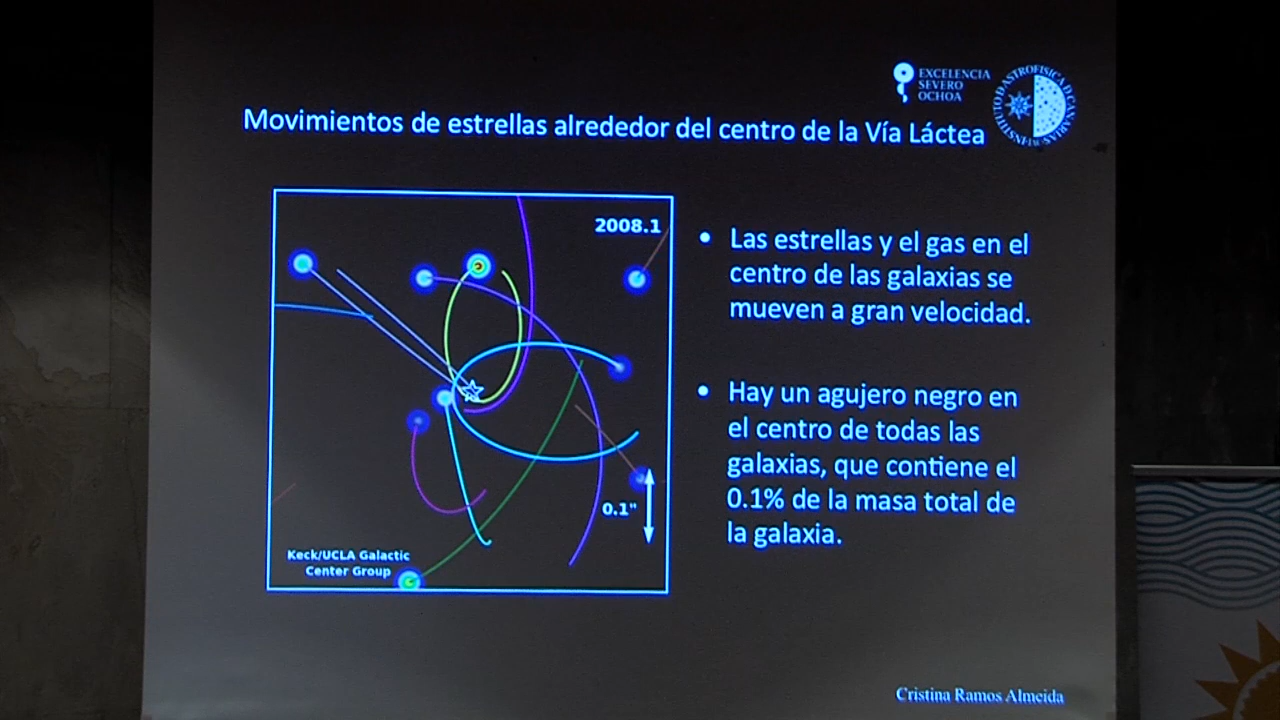 EXCELENCIA
SEVERO
OCHOA
INSTITUTO D ASTROFISICA D CANARIAS
Movimientos de estrellas alrededor del centro de la Vía Láctea
2008.1
0.1"
Keck/UCLA Galactic
Center Group
• Las estrellas y el gas en el
centro de las galaxias se
mueven a gran velocidad.
• Hay un agujero negro en
el centro de todas las
galaxias, que contiene el
0.1% de la masa total de
la galaxia.
Cristina Ramos Almeida